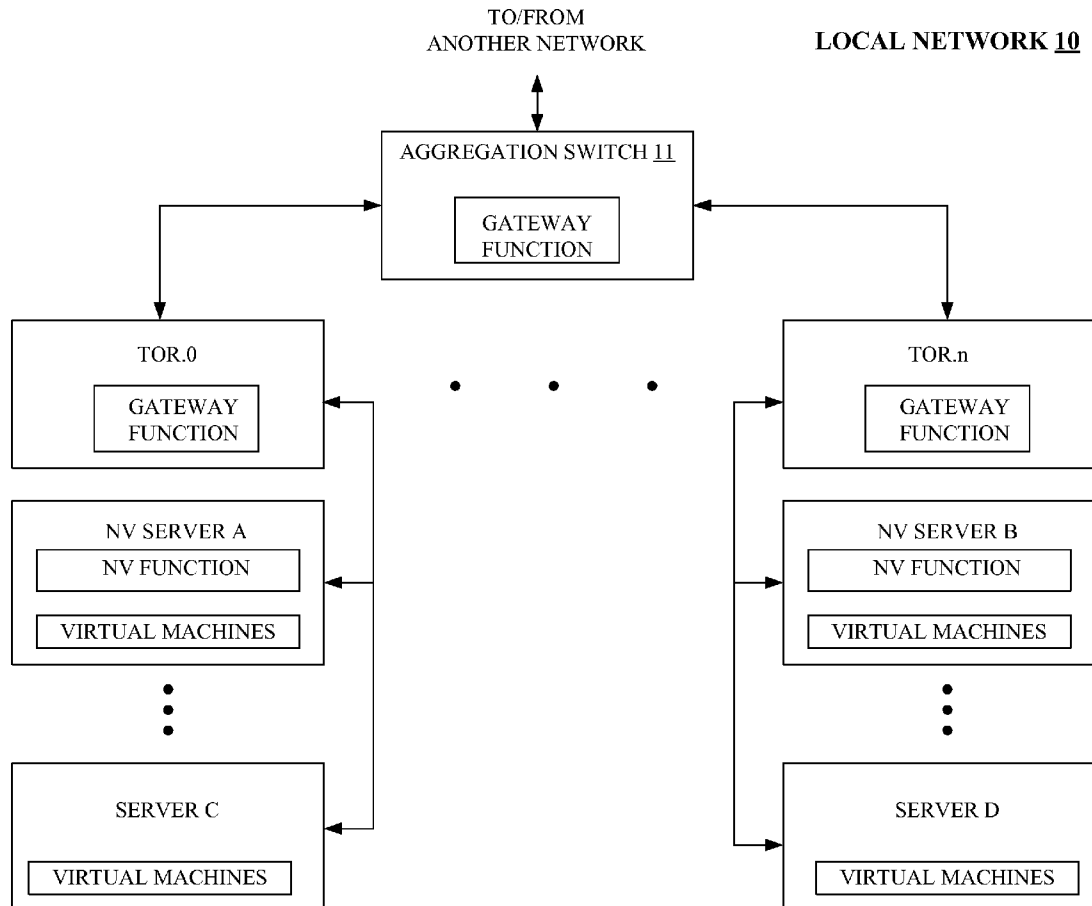 TO/FROM
ANOTHER NETWORK
LOCAL NETWORK 10
AGGREGATION SWITCH 11
GATEWAY
FUNCTION
TOR.0
GATEWAY
FUNCTION
TOR.n
GATEWAY
FUNCTION
NV SERVER A
NV FUNCTION
VIRTUAL MACHINES
NV SERVER B
NV FUNCTION
VIRTUAL MACHINES
SERVER C
VIRTUAL MACHINES
SERVER D
VIRTUAL MACHINES